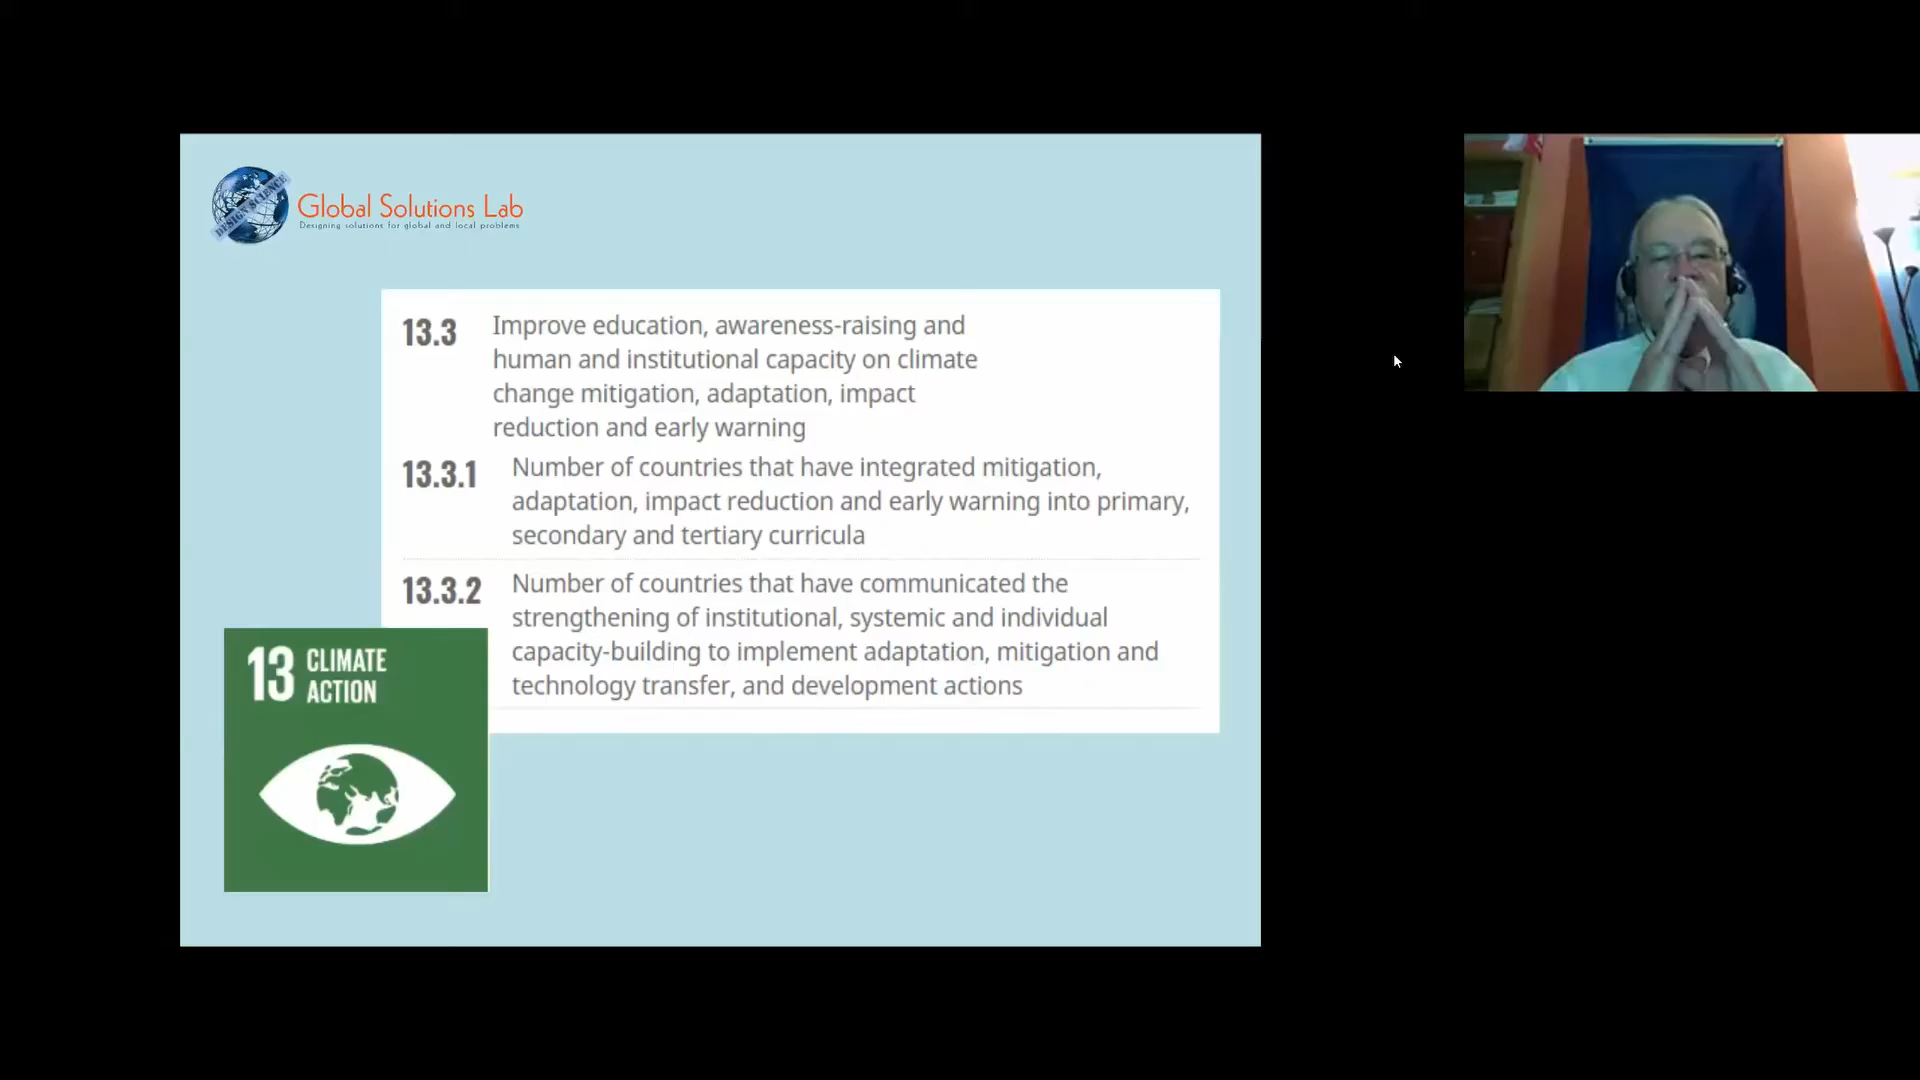 DESIGN SCIENCE
Global Solutions Lab
Designing solutions for global and local problems
13.3 Improve education, awareness-raising and
human and institutional capacity on climate
change mitigation, adaptation, impact
reduction and early warning
13.3.1 Number of countries that have integrated mitigation,
adaptation, impact reduction and early warning into primary,
secondary and tertiary curricula
13.3.2 Number of countries that have communicated the
strengthening of institutional, systemic and individual
capacity-building to implement adaptation, mitigation and
technology transfer, and development actions
13 CLIMATE
ACTION